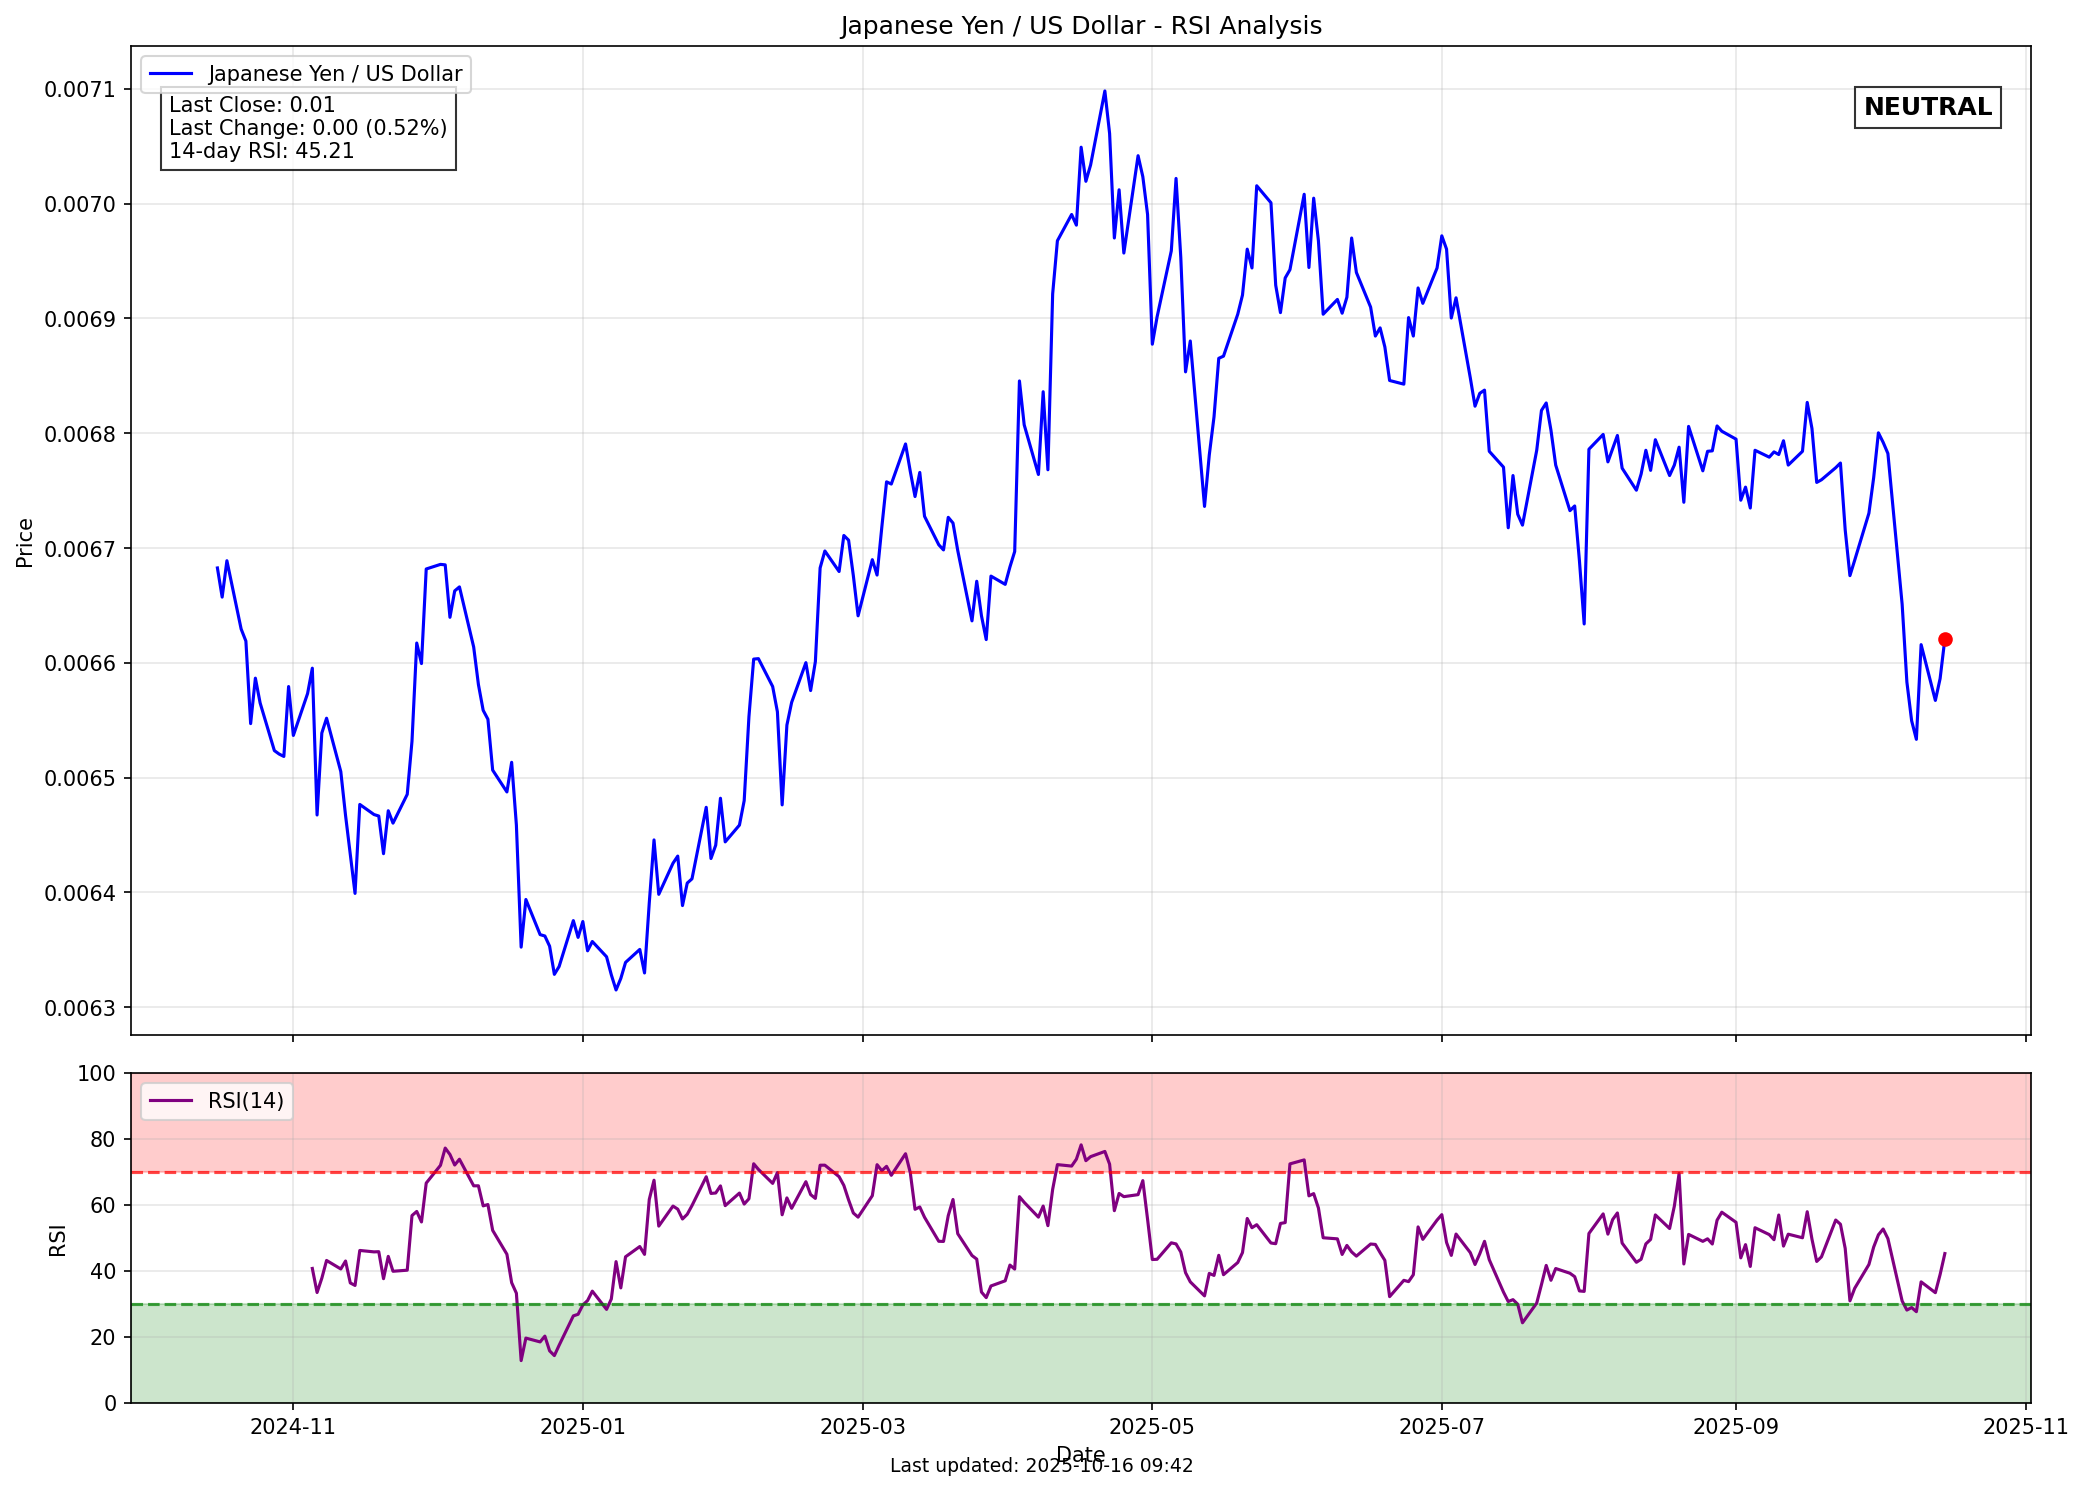 Japanese Yen / US Dollar - RSI Analysis
Japanese Yen / US Dollar
Last Close: 0.01
Last Change: 0.00 (0.52%)
14-day RSI: 45.21
NEUTRAL
0.0071
0.0070
0.0069
0.0068
0.0067
0.0066
0.0065
0.0064
0.0063
Price
RSI(14)
100
80
60
40
20
0
RSI
2024-11
2025-01
2025-03
2025-05
2025-07
2025-09
2025-11
Date
Last updated: 2025-10-16 09:42